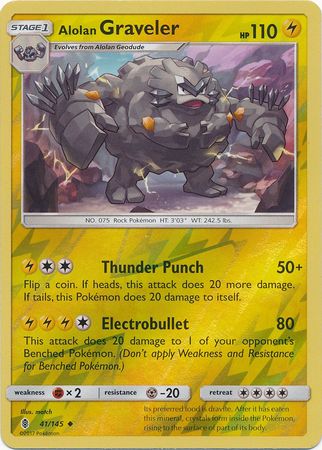 STAGE 1 Alolan Graveler HP 110
Evolves from Alolan Geodude
NO. 075 Rock Pokémon HT: 3'03" WT: 242.5 lbs.
Thunder Punch 50+
Flip a coin. If heads, this attack does 20 more damage.
If tails, this Pokémon does 20 damage to itself.
Electrobullet 80
This attack does 20 damage to 1 of your opponent's
Benched Pokémon. (Don't apply Weakness and Resistance
for Benched Pokémon.)
weakness × 2 resistance -20 retreat
Illus. match
41/145
©2017 Pokémon
Its preferred food is dravite. After it has eaten
this mineral, crystals form inside the Pokémon,
rising to the surface of part of its body.